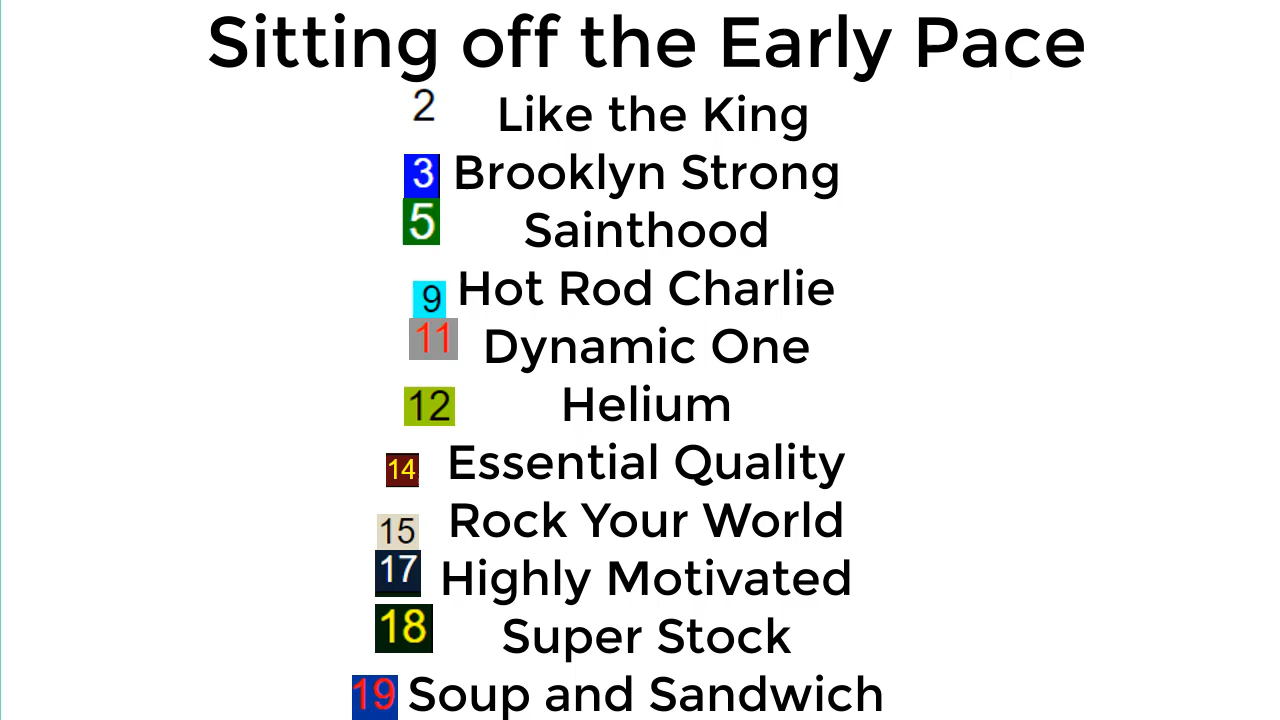 Sitting off the Early Pace
2 Like the King
3 Brooklyn Strong
5 Sainthood
9 Hot Rod Charlie
11 Dynamic One
12 Helium
14 Essential Quality
15 Rock Your World
17 Highly Motivated
18 Super Stock
19 Soup and Sandwich